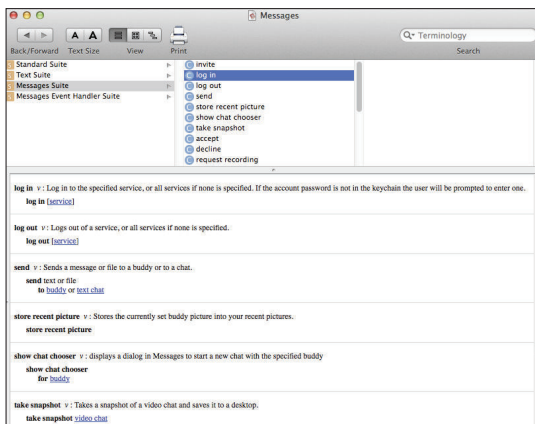 Messages
A A
Back/Forward Text Size View Print
Terminology
Search
Standard Suite
Text Suite
Messages Suite
Messages Event Handler Suite
C invite
C log in
C log out
C send
C store recent picture
C show chat chooser
C take snapshot
C accept
C decline
C request recording
log in v : Log in to the specified service, or all services if none is specified. If the account password is not in the keychain the user will be prompted to enter one.
log in [service]
log out v : Logs out of a service, or all services if none is specified.
log out [service]
send v : Sends a message or file to a buddy or to a chat.
send text or file
to buddy or text chat
store recent picture v : Stores the currently set buddy picture into your recent pictures.
store recent picture
show chat chooser v : displays a dialog in Messages to start a new chat with the specified buddy
show chat chooser
for buddy
take snapshot v : Takes a snapshot of a video chat and saves it to a desktop.
take snapshot video chat